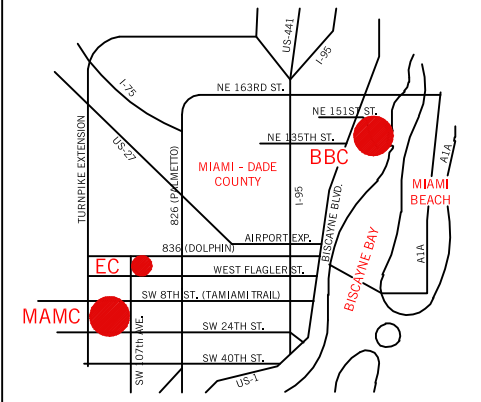 US-441
I-95
I-75
NE 163RD ST.
NE 151ST ST.
US-27
NE 135TH ST.
BBC
A1A
TURNPIKE EXTENSION
826 (PALMETTO)
MIAMI - DADE
COUNTY
I-95
MIAMI
BEACH
BISCAYNE BLVD.
AIRPORT EXP.
836 (DOLPHIN)
A1A
BISCAYNE BAY
EC
WEST FLAGLER ST.
SW 8TH ST. (TAMIAMI TRAIL)
MAMC
SW 24TH ST.
SW 107th AVE.
SW 40TH ST.
US-1